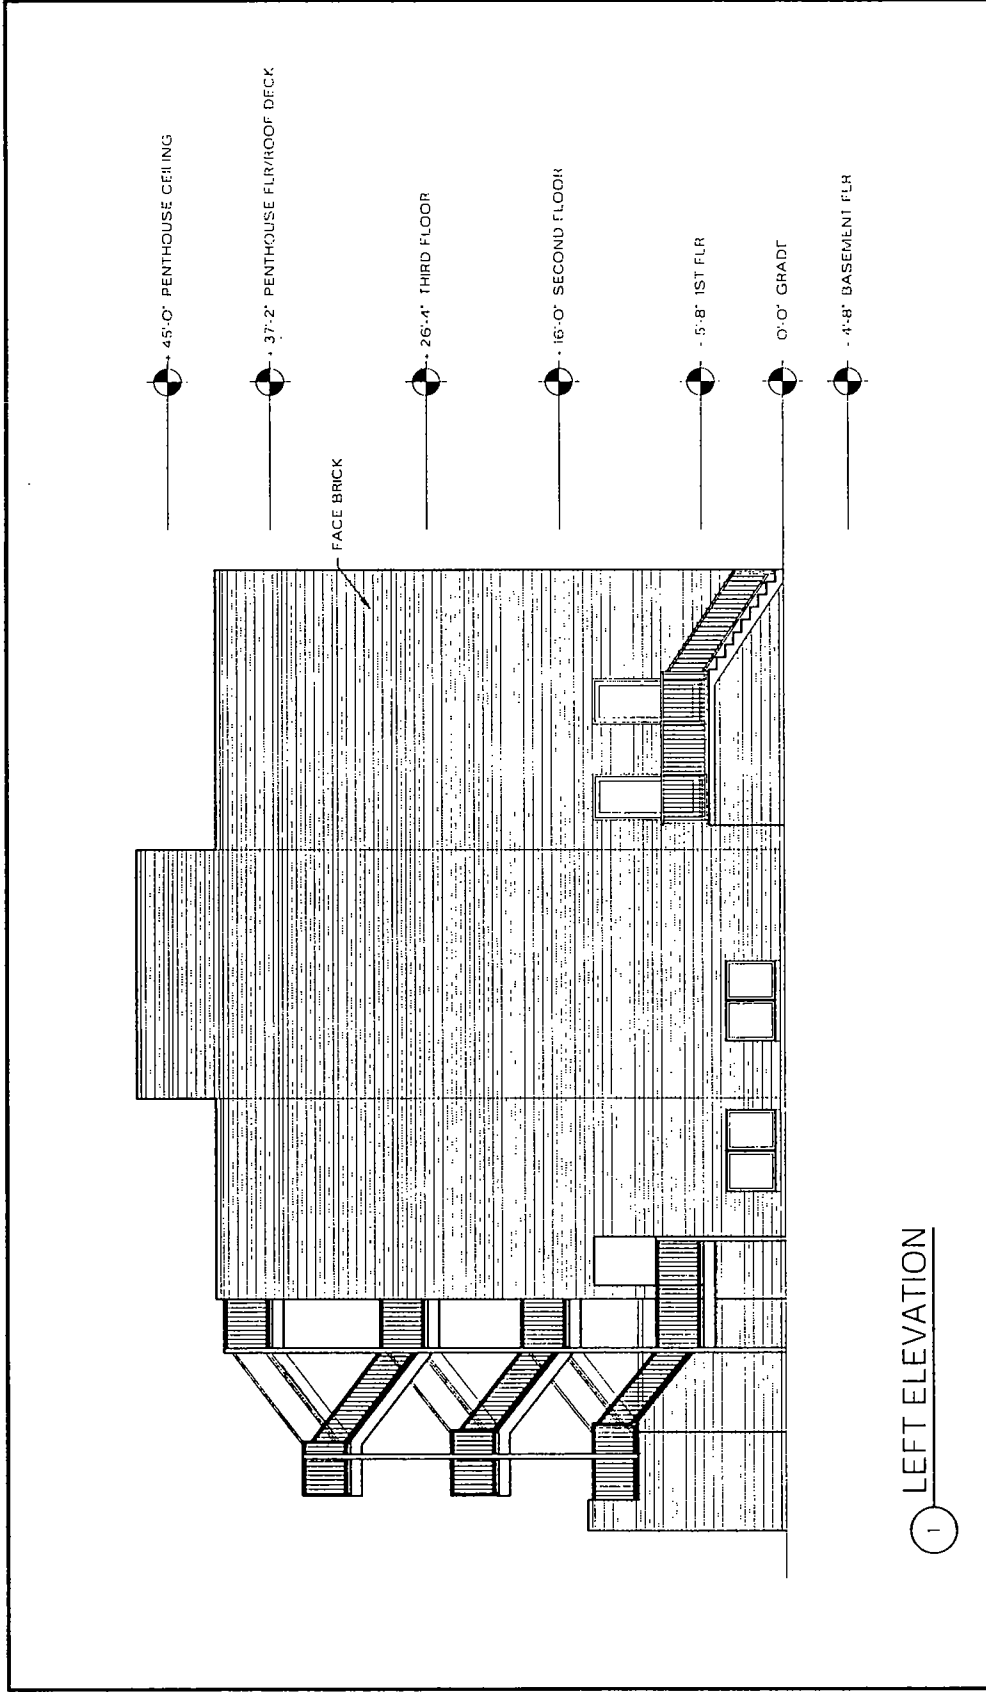 + 45'-0" PENTHOUSE CEILING
+ 37'-2" PENTHOUSE FLR/ROOF DECK
FACE BRICK
+ 26'-4" THIRD FLOOR
+ 16'-0" SECOND FLOOR
- 5'-8" 1ST FLR
0'-0" GRADE
- 4'-8" BASEMENT FLR
1 LEFT ELEVATION